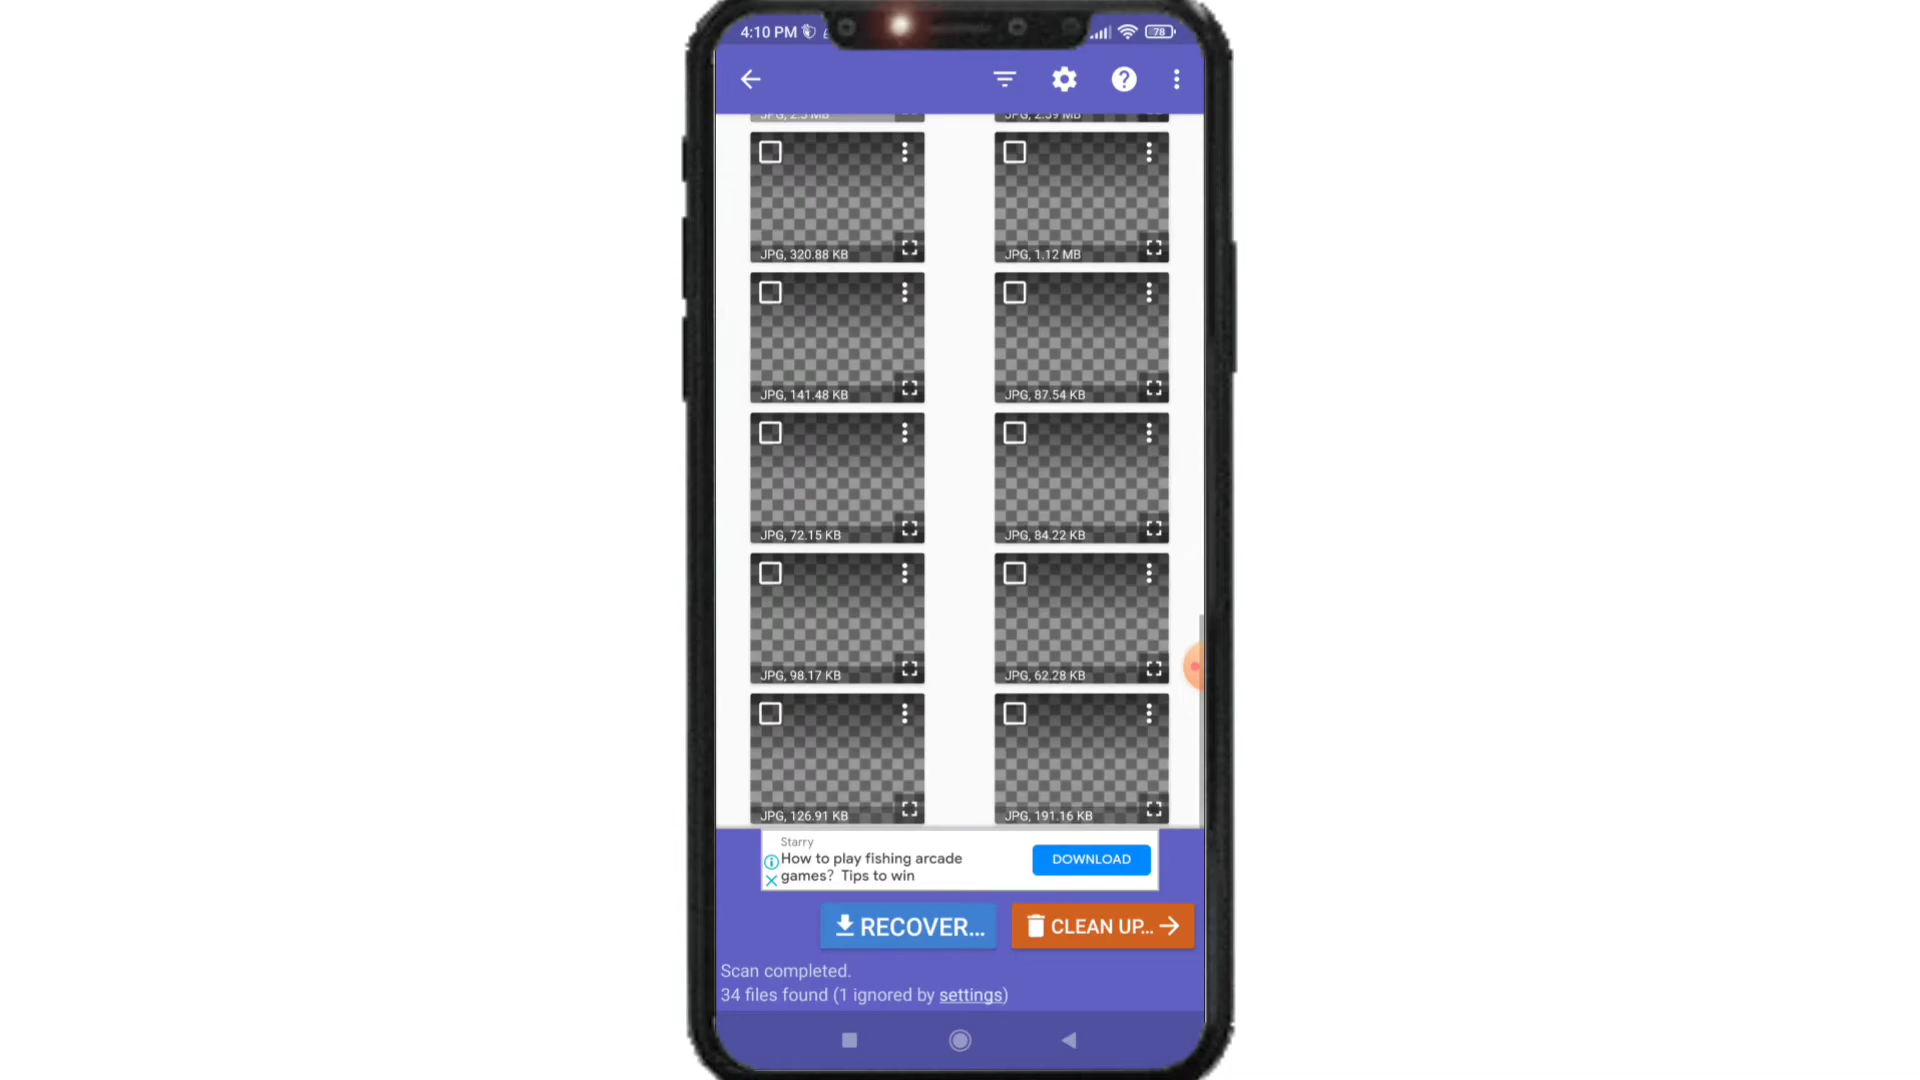 4:10 PM
78
JPG, 2.3 MB
JPG, 2.39 MB
JPG, 320.88 KB
JPG, 1.12 MB
JPG, 141.48 KB
JPG, 87.54 KB
JPG, 72.15 KB
JPG, 84.22 KB
JPG, 98.17 KB
JPG, 62.28 KB
JPG, 126.91 KB
JPG, 191.16 KB
Starry
How to play fishing arcade
games? Tips to win
DOWNLOAD
RECOVER...
CLEAN UP...
Scan completed.
34 files found (1 ignored by settings)